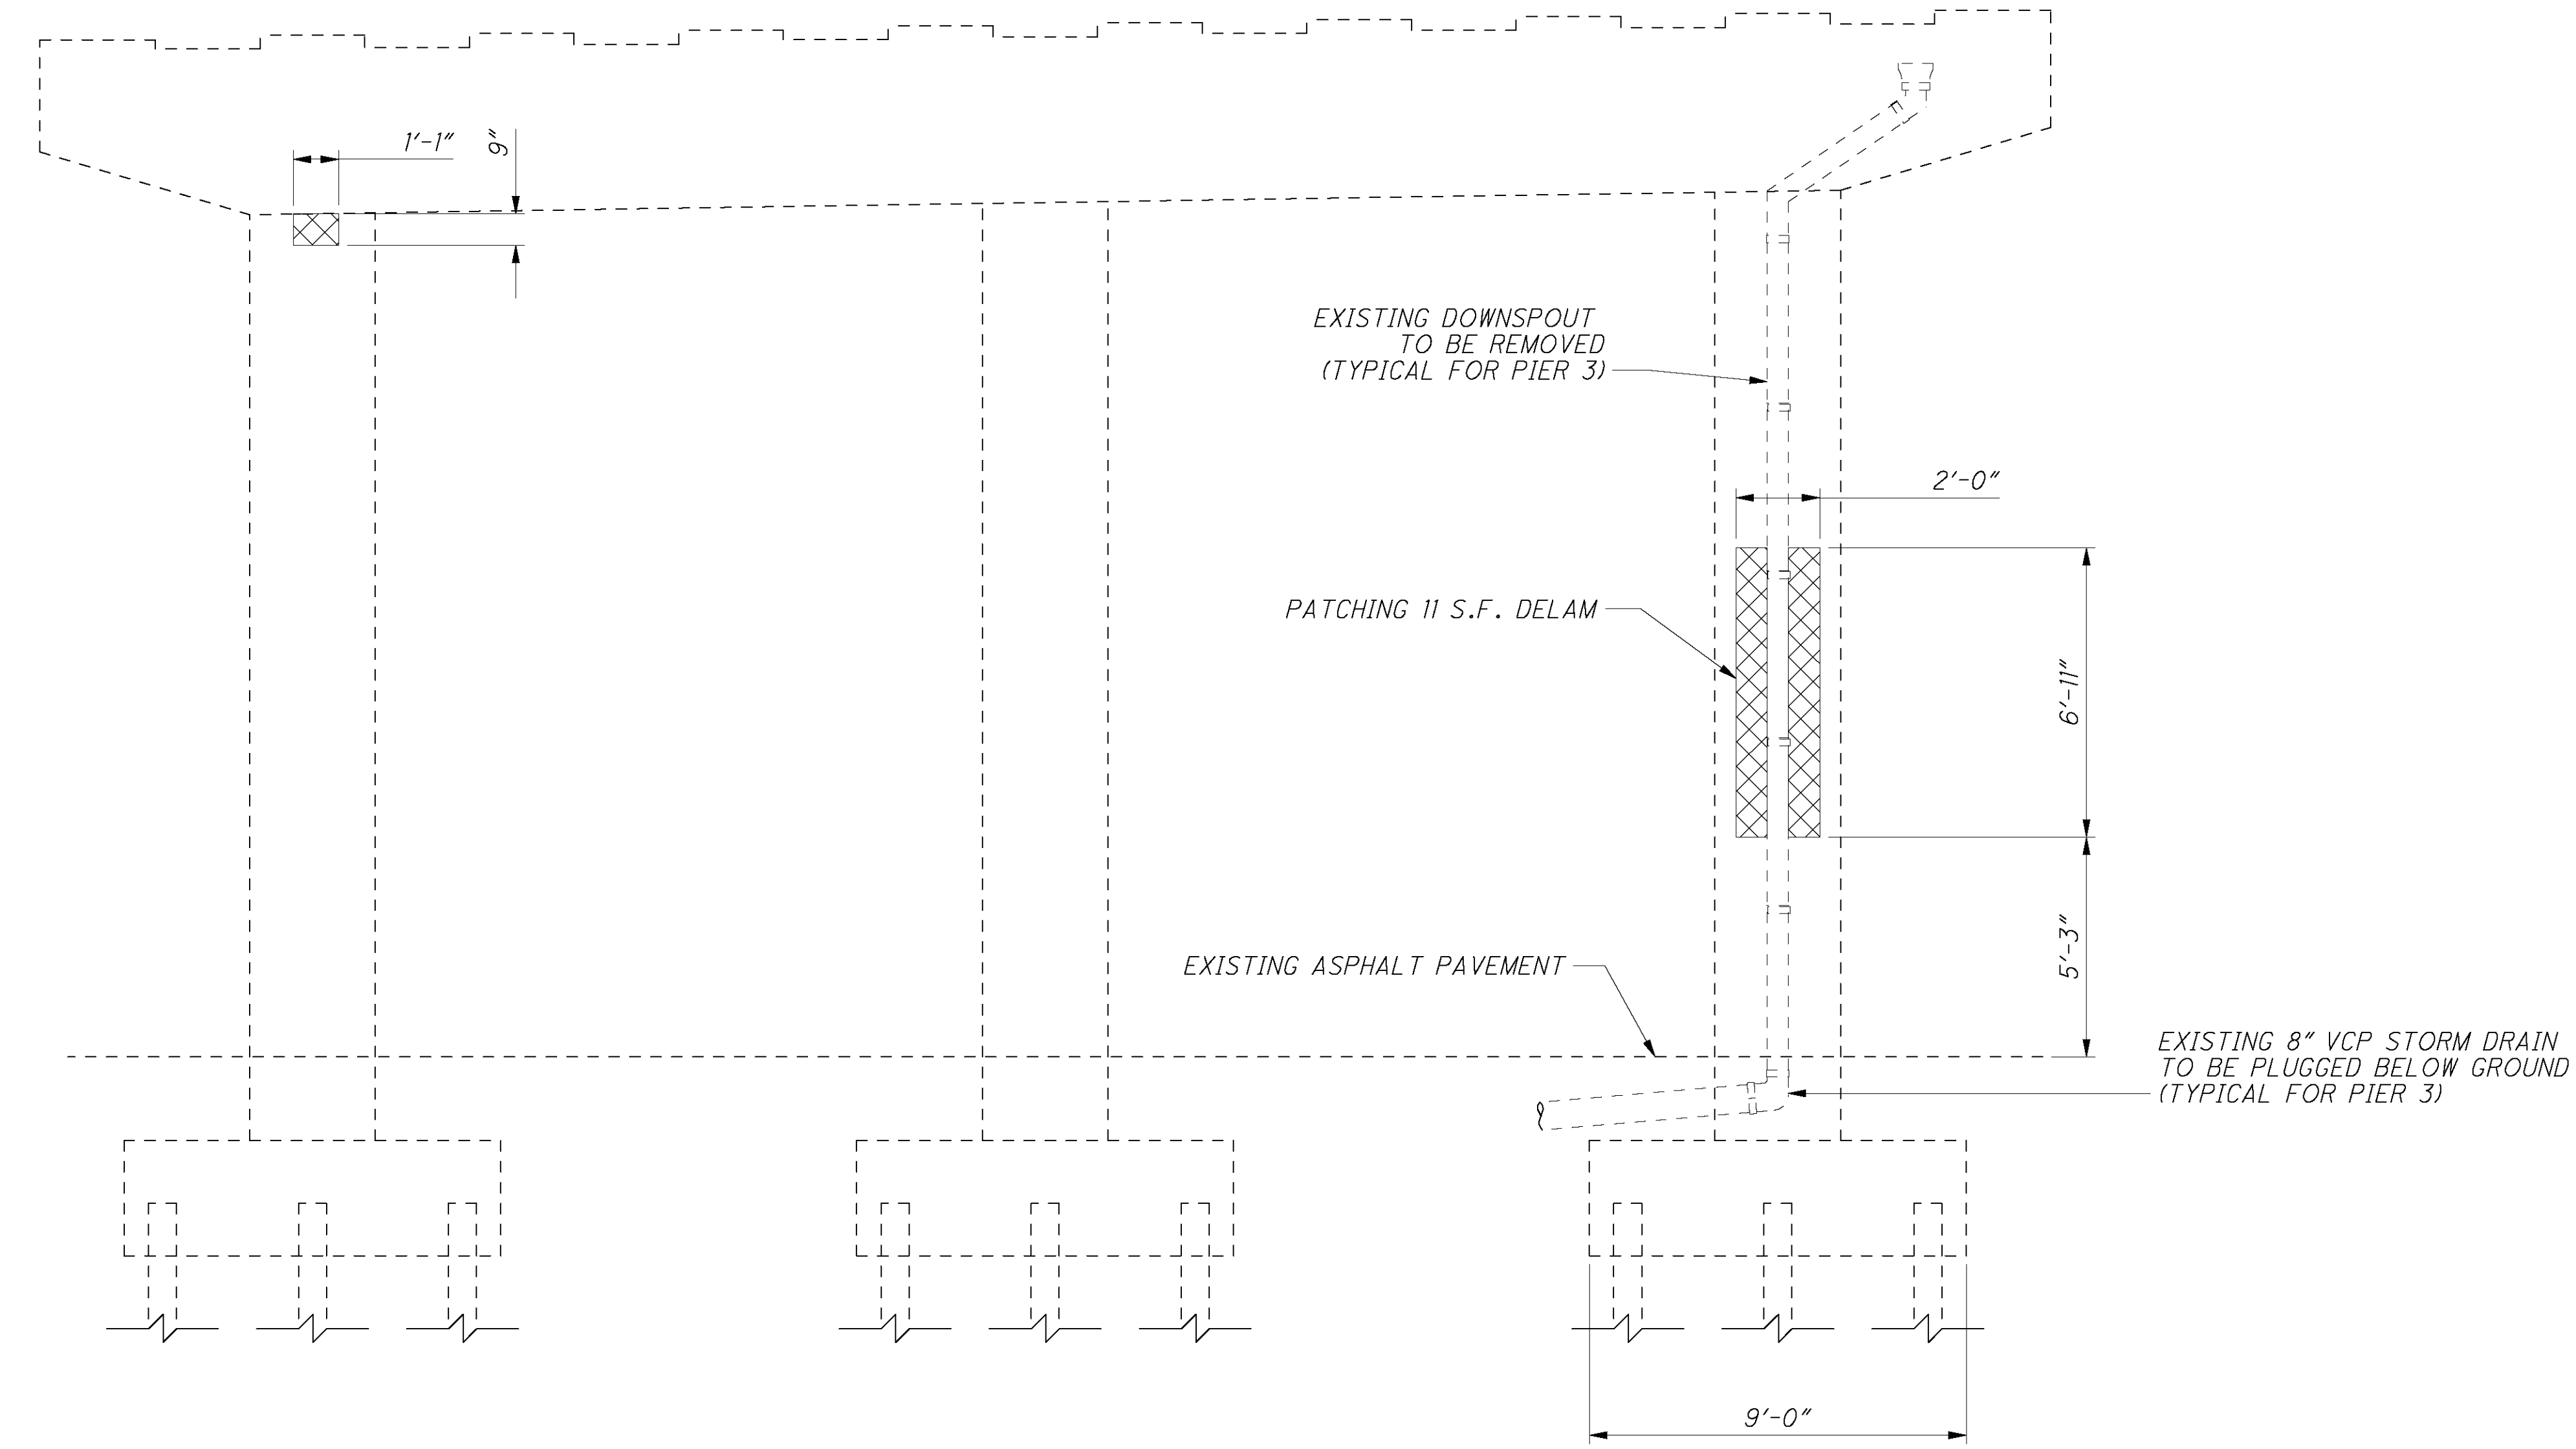 1'-1"
9"
EXISTING DOWNSPOUT
TO BE REMOVED
(TYPICAL FOR PIER 3)
2'-0"
PATCHING 11 S.F. DELAM
6'-11"
5'-3"
EXISTING ASPHALT PAVEMENT
EXISTING 8" VCP STORM DRAIN
TO BE PLUGGED BELOW GROUND
(TYPICAL FOR PIER 3)
9'-0"